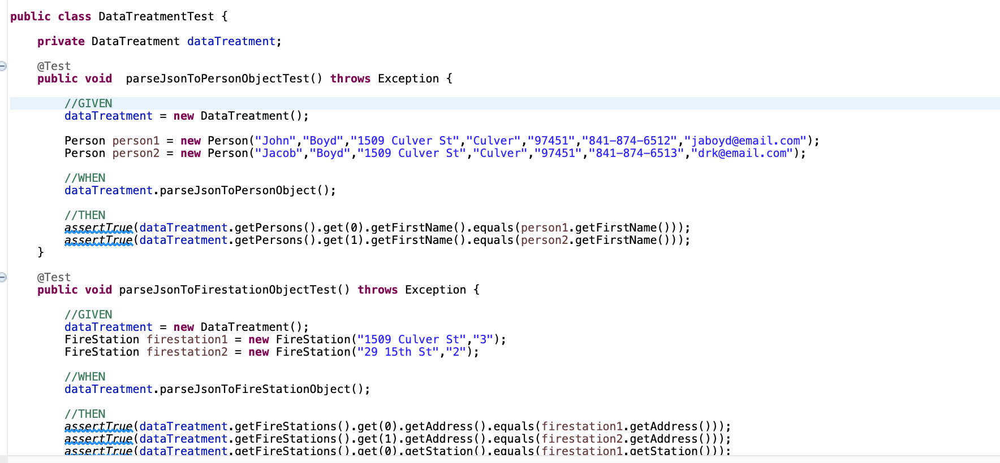 public class DataTreatmentTest {
private DataTreatment dataTreatment;
@Test
public void  parseJsonToPersonObjectTest() throws Exception {
//GIVEN
dataTreatment = new DataTreatment();
Person person1 = new Person("John","Boyd","1509 Culver St","Culver","97451","841-874-6512","jaboyd@email.com");
Person person2 = new Person("Jacob","Boyd","1509 Culver St","Culver","97451","841-874-6513","drk@email.com");
//WHEN
dataTreatment.parseJsonToPersonObject();
//THEN
assertTrue(dataTreatment.getPersons().get(0).getFirstName().equals(person1.getFirstName()));
assertTrue(dataTreatment.getPersons().get(1).getFirstName().equals(person2.getFirstName()));
}
@Test
public void parseJsonToFirestationObjectTest() throws Exception {
//GIVEN
dataTreatment = new DataTreatment();
FireStation firestation1 = new FireStation("1509 Culver St","3");
FireStation firestation2 = new FireStation("29 15th St","2");
//WHEN
dataTreatment.parseJsonToFireStationObject();
//THEN
assertTrue(dataTreatment.getFireStations().get(0).getAddress().equals(firestation1.getAddress()));
assertTrue(dataTreatment.getFireStations().get(1).getAddress().equals(firestation2.getAddress()));
assertTrue(dataTreatment.getFireStations().get(0).getStation().equals(firestation1.getStation()));